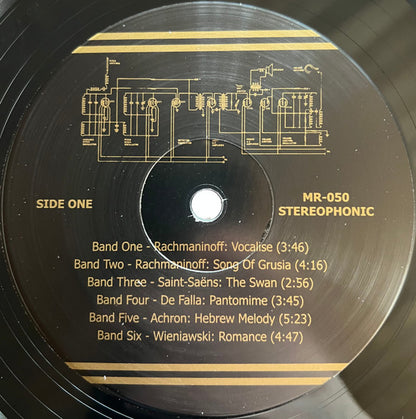 SIDE ONE
MR-050
STEREOPHONIC
Band One - Rachmaninoff: Vocalise (3:46)
Band Two - Rachmaninoff: Song Of Grusia (4:16)
Band Three - Saint-Saëns: The Swan (2:56)
Band Four - De Falla: Pantomime (3:45)
Band Five - Achron: Hebrew Melody (5:23)
Band Six - Wieniawski: Romance (4:47)